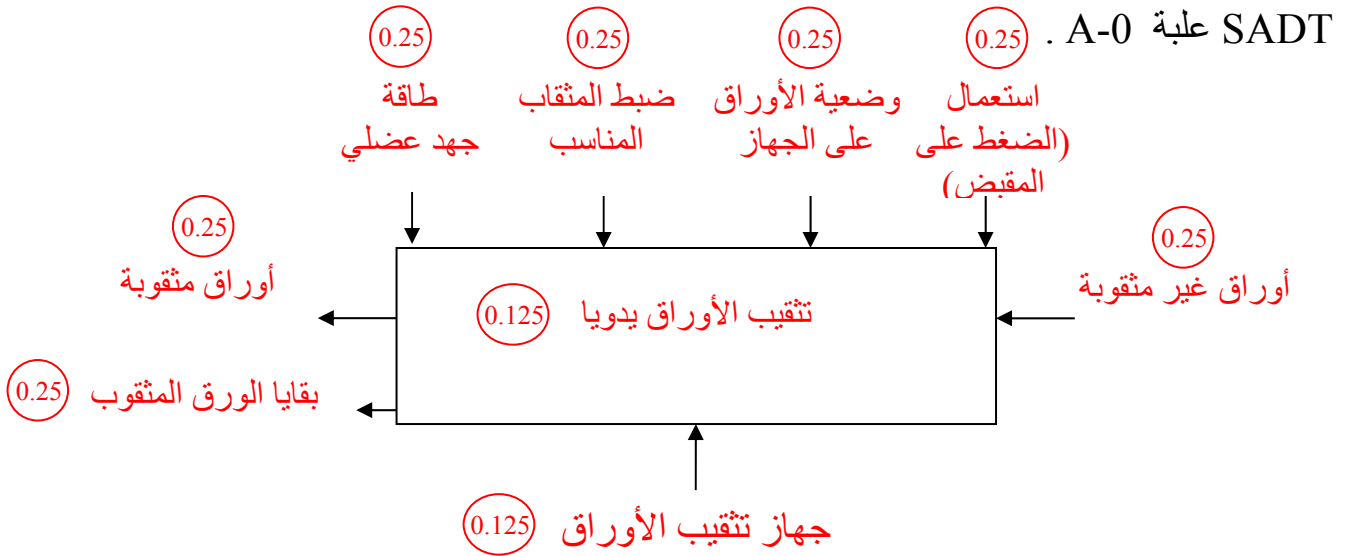 SADT علبة A-0 .
0.25
0.25
0.25
0.25
استعمال
(الضغط على
المقبض)
وضعية الأوراق
على الجهاز
ضبط المثقاب
المناسب
طاقة
جهد عضلي
0.25
أوراق غير مثقوبة
تثقيب الأوراق يدويا 0.125
0.25
أوراق مثقوبة
بقايا الورق المثقوب 0.25
جهاز تثقيب الأوراق 0.125